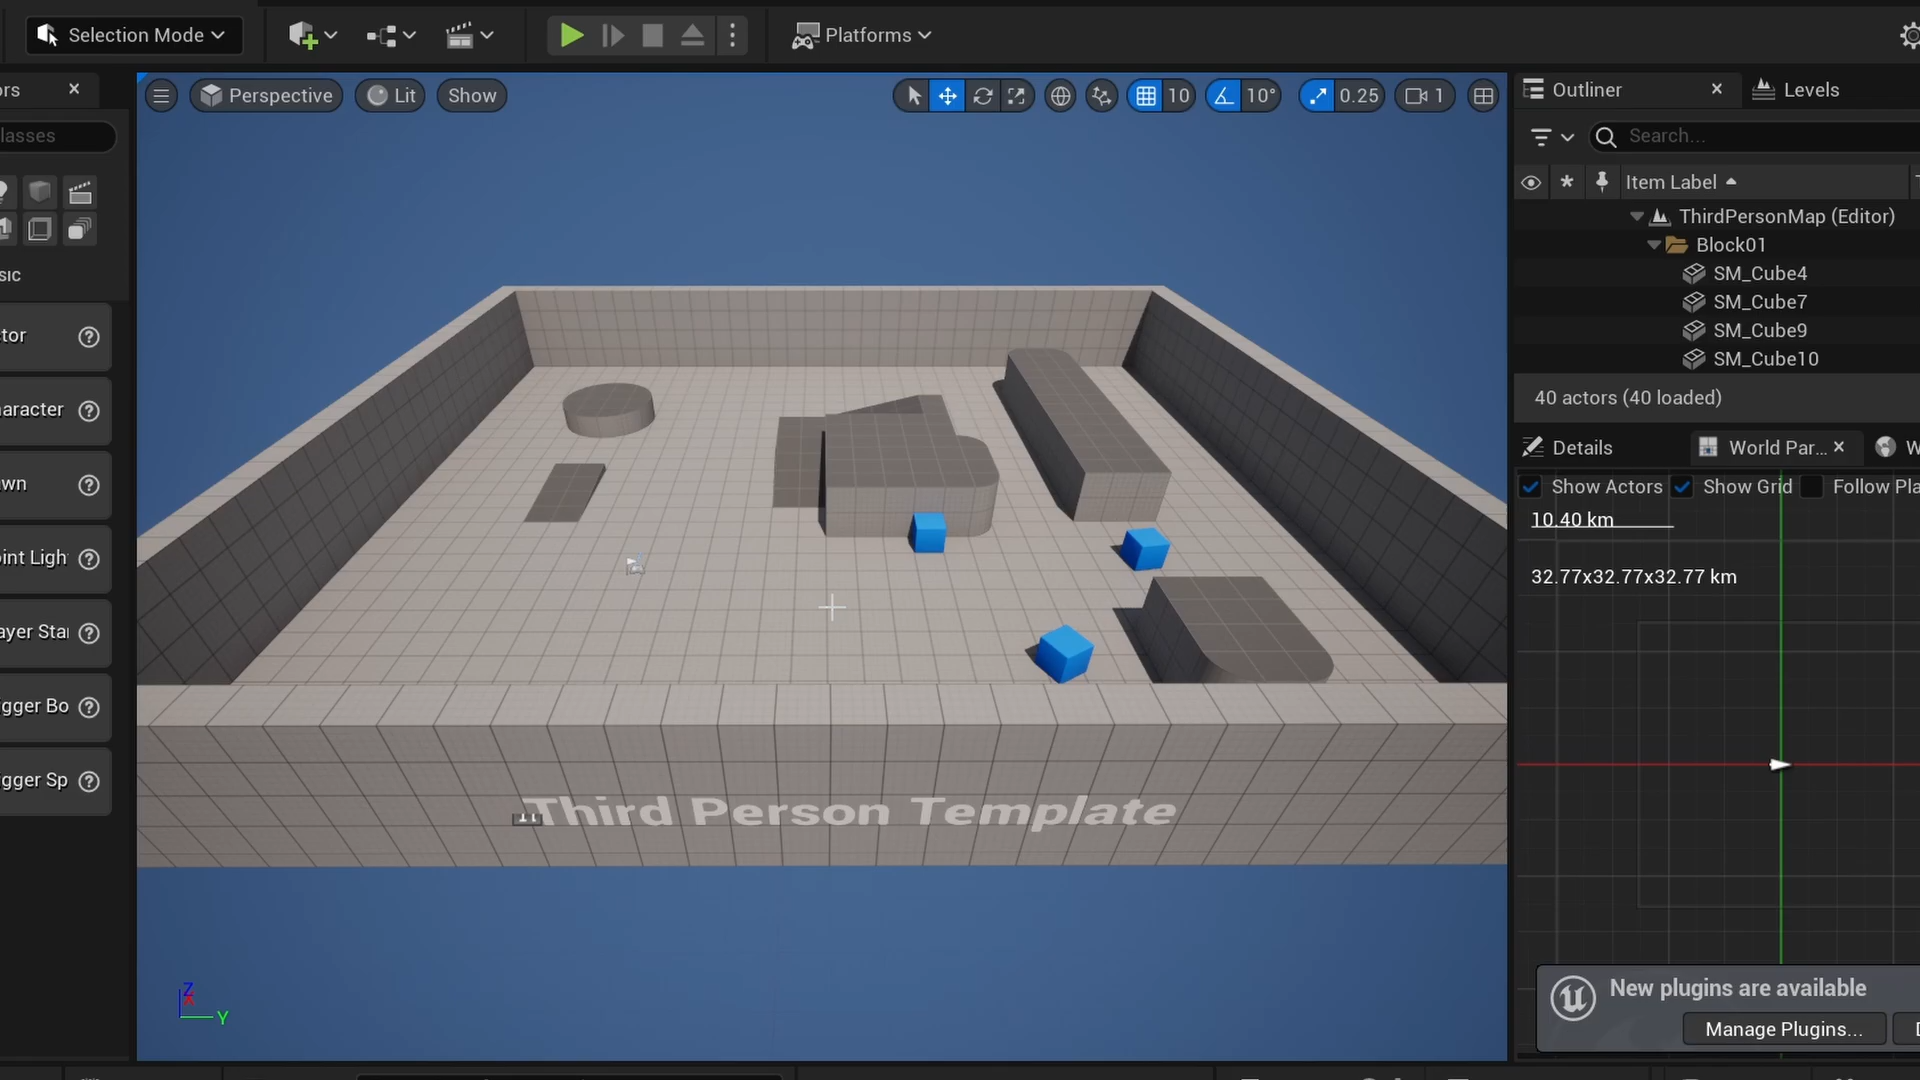 Selection Mode
Platforms
ors
lasses
sic
tor
aracter
wn
int Ligh
ayer Star
gger Bo
gger Sp
Perspective
Lit
Show
10
10°
0.25
1
Third Person Template
Z
X
Y
Outliner
Levels
Search...
Item Label
ThirdPersonMap (Editor)
Block01
SM_Cube4
SM_Cube7
SM_Cube9
SM_Cube10
40 actors (40 loaded)
Details
World Par...
W
Show Actors
Show Grid
Follow Pla
10.40 km
32.77x32.77x32.77 km
New plugins are available
Manage Plugins...